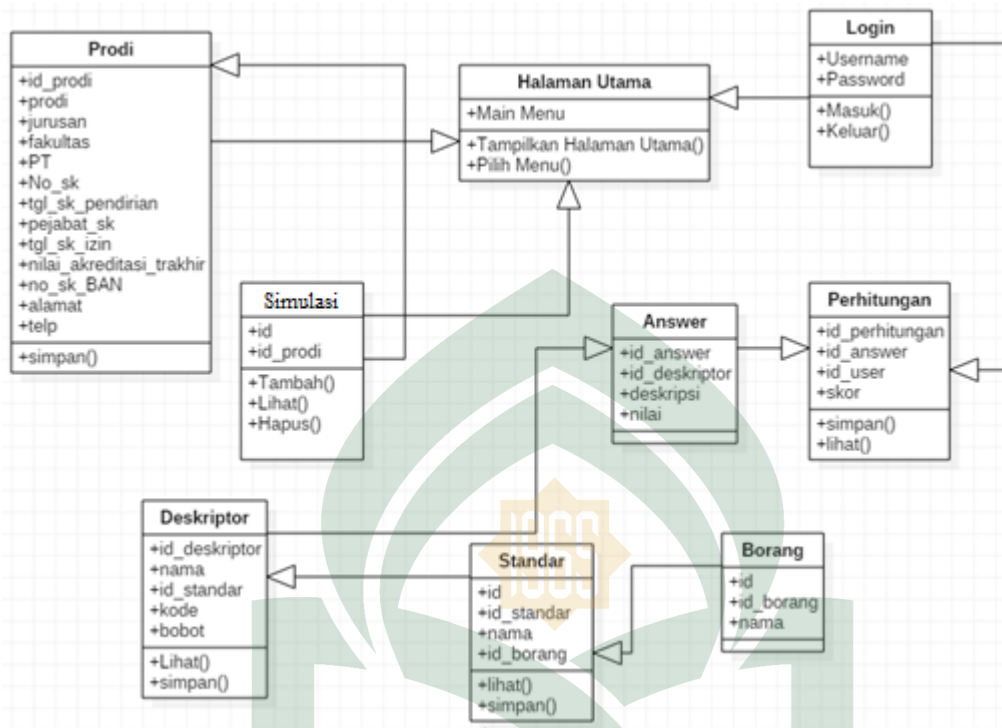 Prodi
+id_prodi
+prodi
+jurusan
+fakultas
+PT
+No_sk
+tgl_sk_pendirian
+pejabat_sk
+tgl_sk_izin
+nilai_akreditasi_trakhir
+no_sk_BAN
+alamat
+telp
+simpan()
Halaman Utama
+Main Menu
+Tampilkan Halaman Utama()
+Pilih Menu()
Login
+Username
+Password
+Masuk()
+Keluar()
Simulasi
+id
+id_prodi
+Tambah()
+Lihat()
+Hapus()
Answer
+id_answer
+id_deskriptor
+deskripsi
+nilai
Perhitungan
+id_perhitungan
+id_answer
+id_user
+skor
+simpan()
+lihat()
Deskriptor
+id_deskriptor
+nama
+id_standar
+kode
+bobot
+Lihat()
+simpan()
Standar
+id
+id_standar
+nama
+id_borang
+lihat()
+simpan()
Borang
+id
+id_borang
+nama